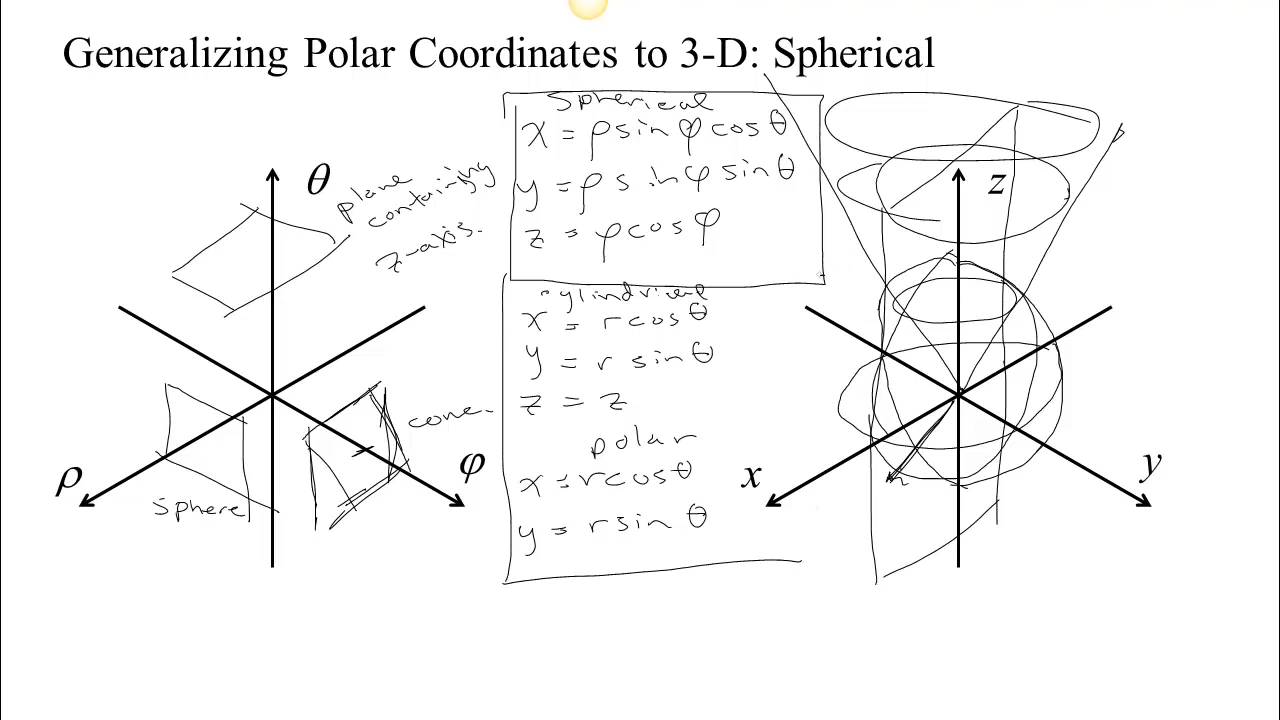 Generalizing Polar Coordinates to 3-D: Spherical
θ
plane
containing
z-axis.
ρ
sphere
φ
cone.
Spherical
x = ρ sin φ cos θ
y = ρ sin φ sin θ
z = ρ cos φ
cylindrical
x = r cos θ
y = r sin θ
z = z
polar
x = r cos θ
y = r sin θ
z
x
y